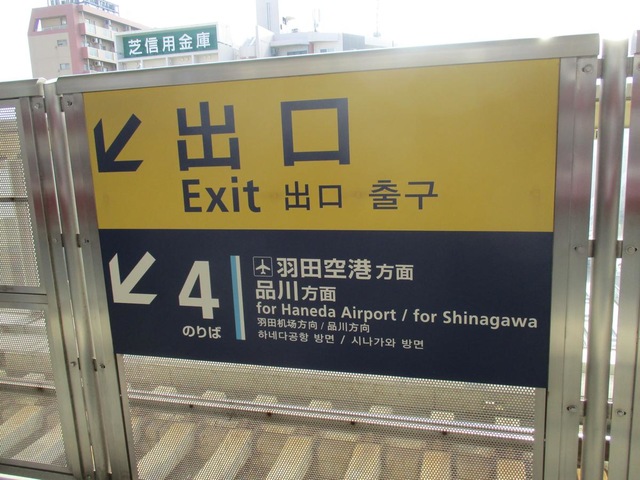 芝信用金庫
出口
Exit 出口 출구
4 羽田空港方面
のりば 品川方面
for Haneda Airport / for Shinagawa
羽田机场方向/品川方向
하네다공항 방면 / 시나가와 방면